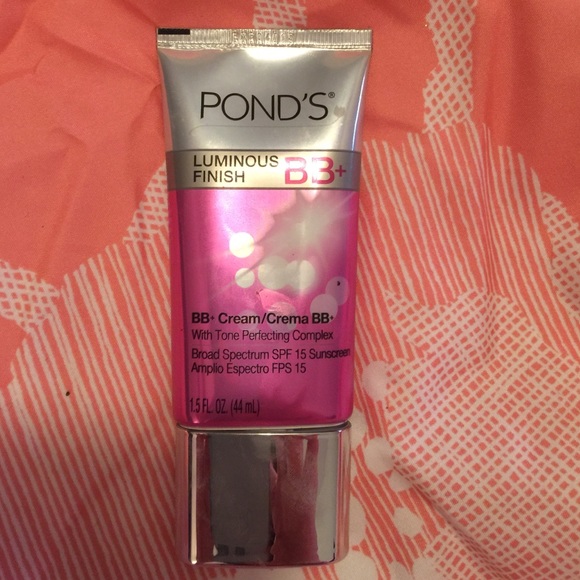 POND'S®
LUMINOUS
FINISH
BB+
BB+ Cream/Crema BB+
With Tone Perfecting Complex
Broad Spectrum SPF 15 Sunscreen
Amplio Espectro FPS 15
1.5 FL. OZ. (44 mL)